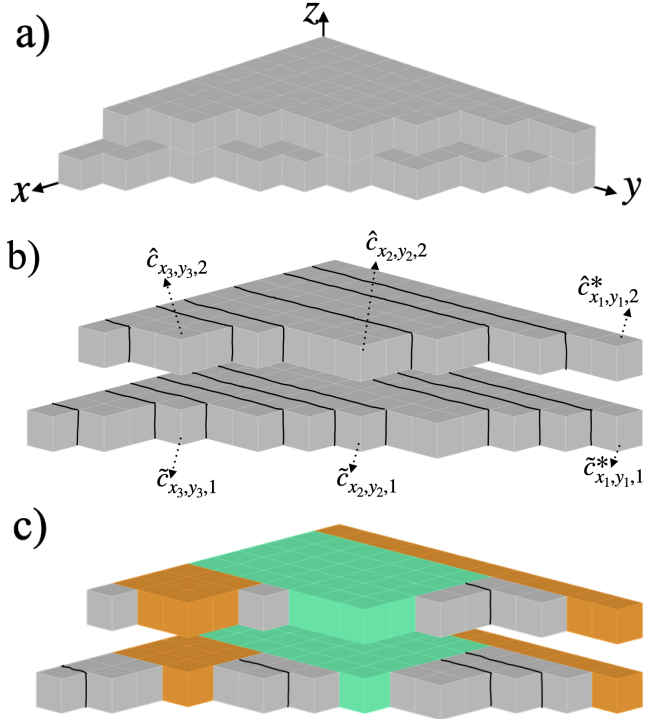 a)
z
x
y
b)
ĉ_{x_3,y_3,2}
ĉ_{x_2,y_2,2}
ĉ*_{x_1,y_1,2}
c̃_{x_3,y_3,1}
c̃_{x_2,y_2,1}
c̃*_{x_1,y_1,1}
c)